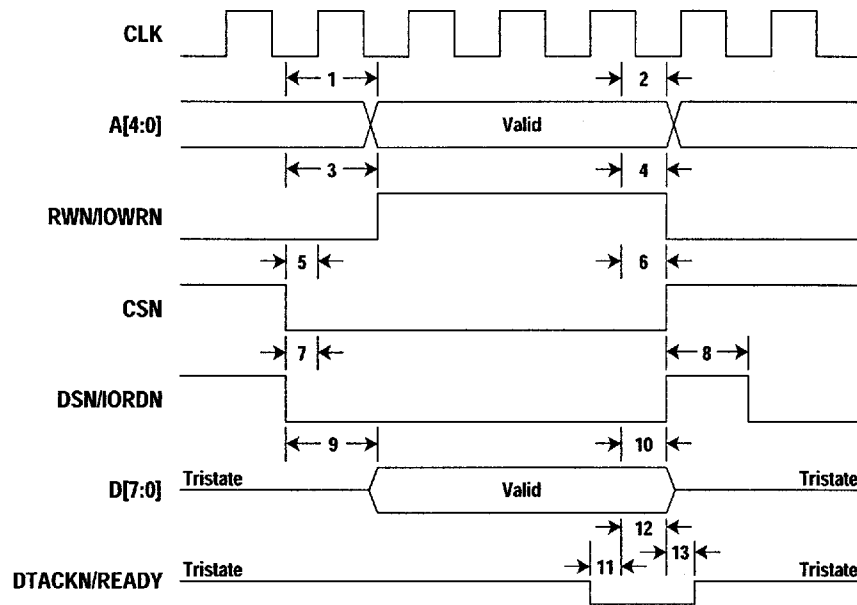 CLK
1
2
A[4:0]
Valid
3
4
RWN/IOWRN
5
6
CSN
7
8
DSN/IORDN
9
10
Tristate
Tristate
D[7:0]
Valid
12
13
11
Tristate
Tristate
DTACKN/READY